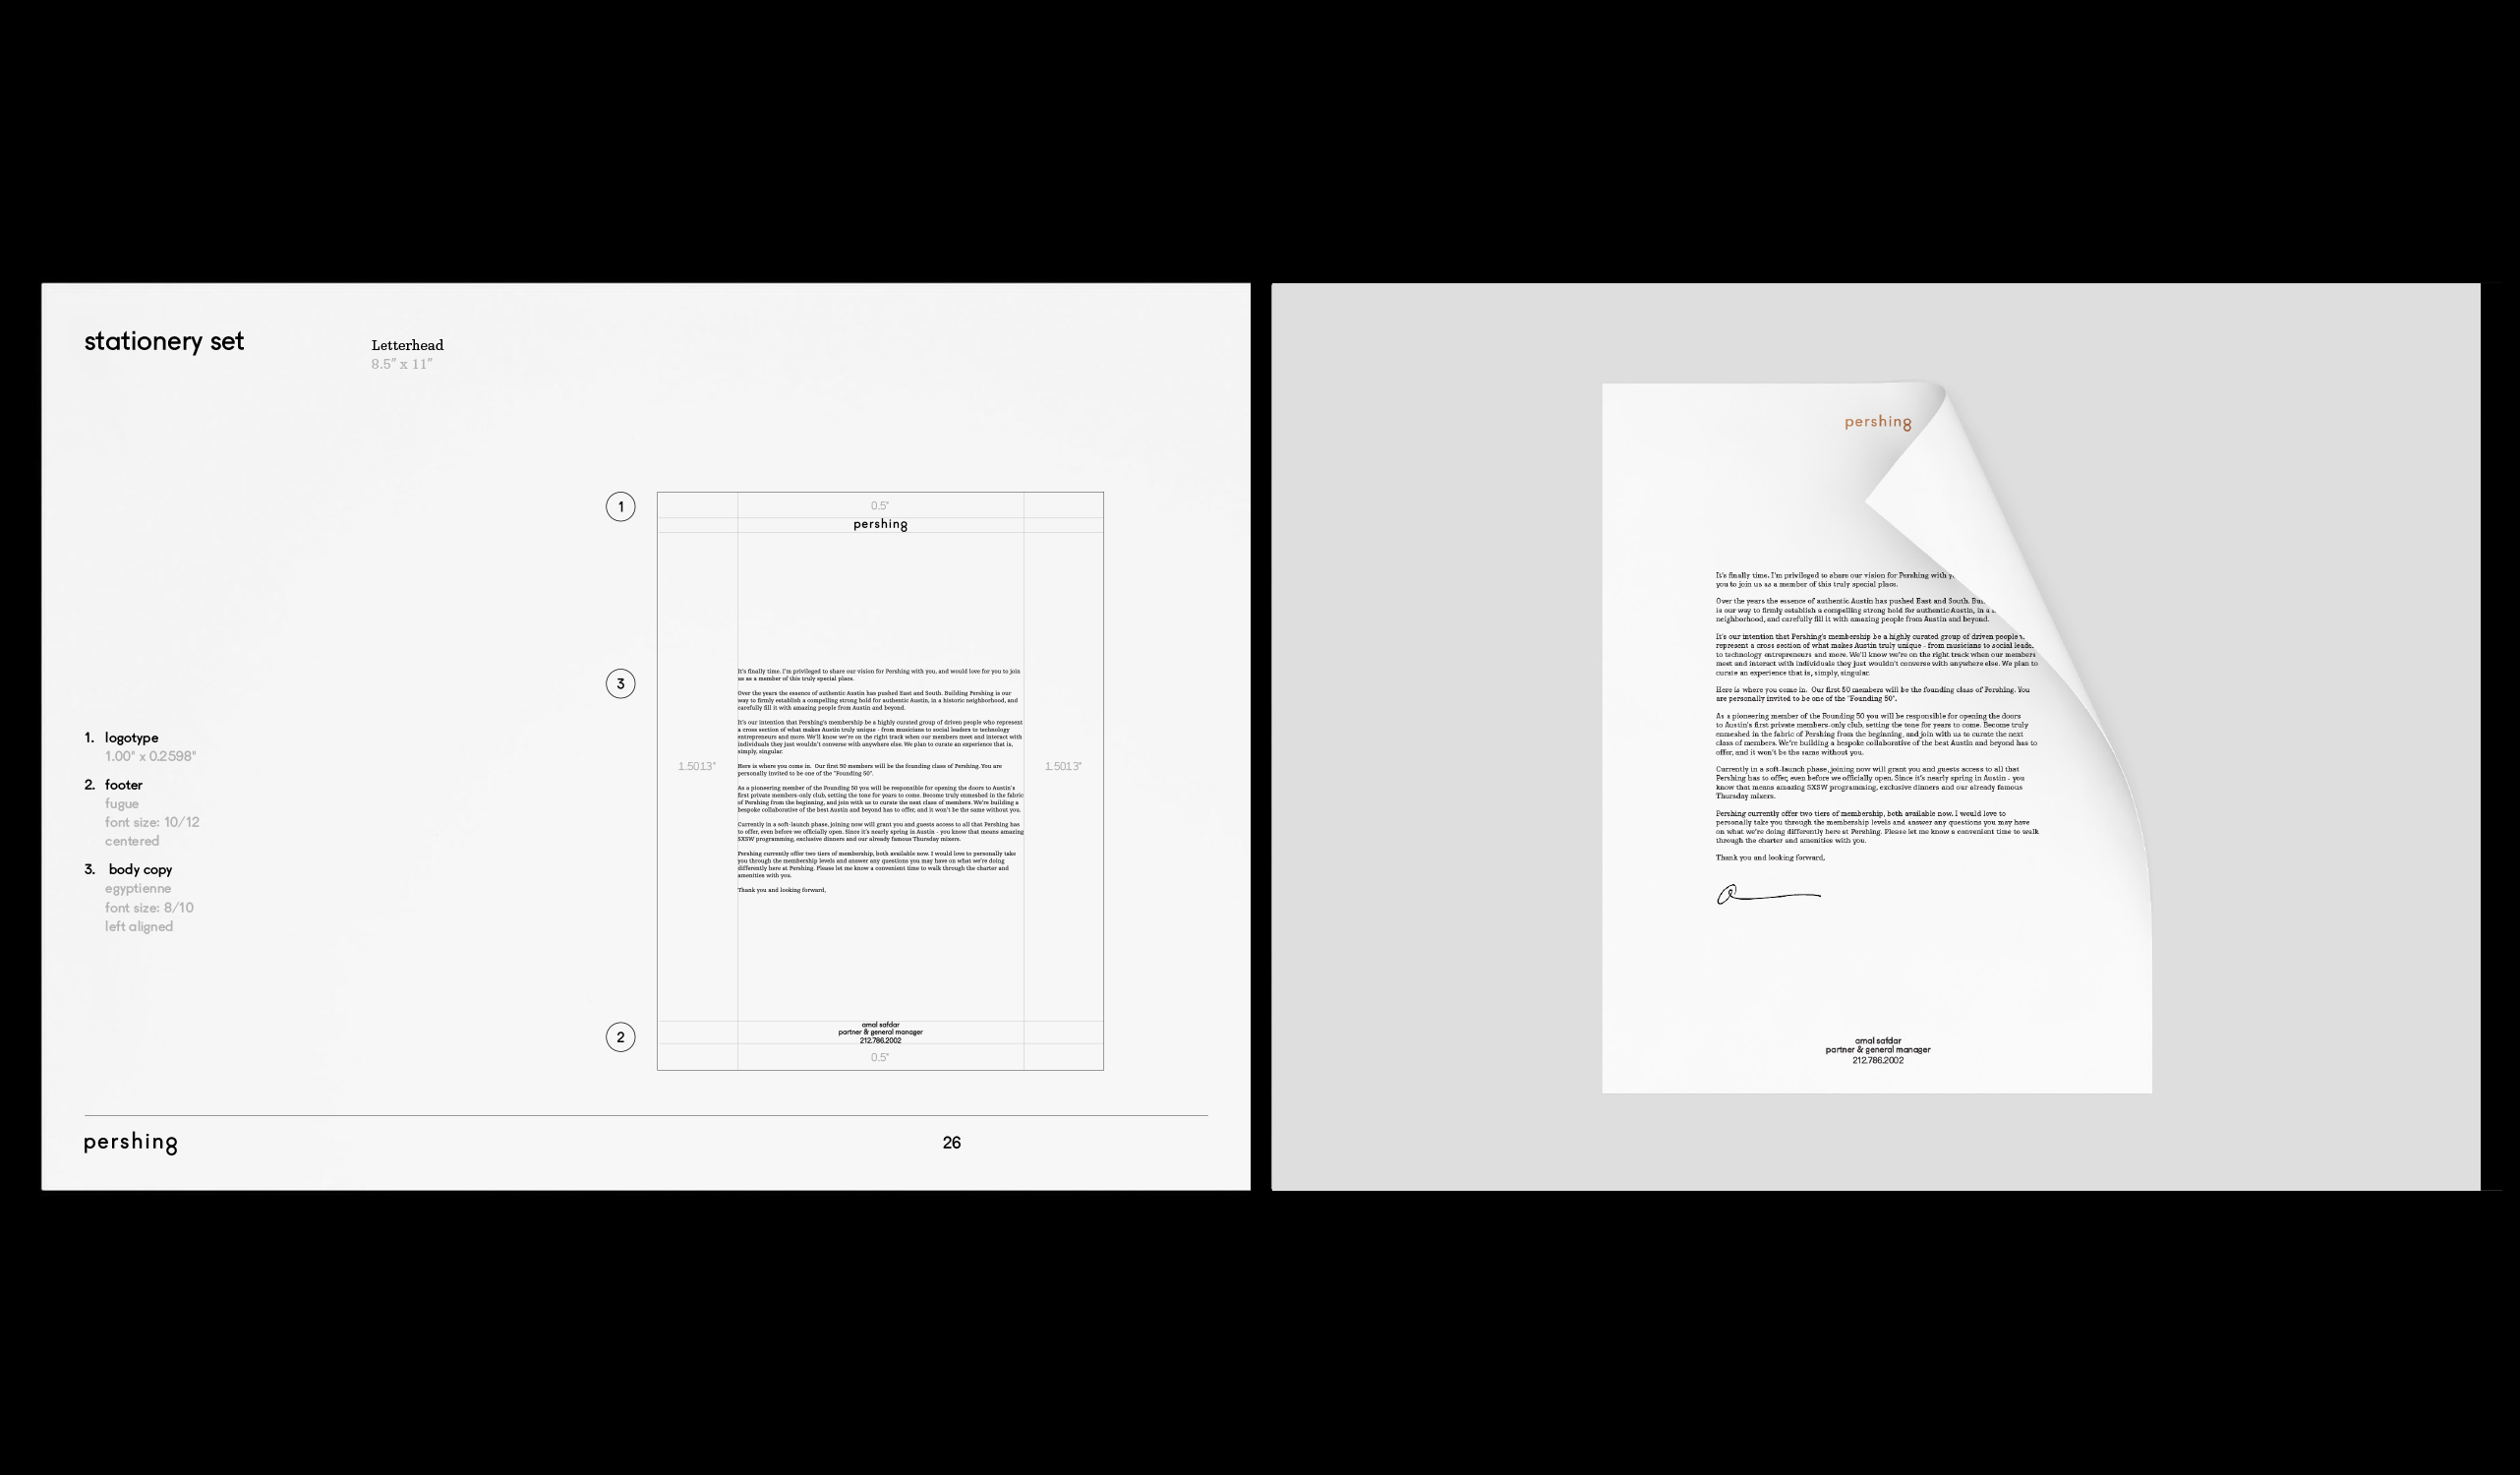 stationery set
Letterhead
8.5" x 11"
1. logotype
1.00" x 0.2598"
2. footer
fugue
font size: 10/12
centered
3. body copy
egyptienne
font size: 8/10
left aligned
1
0.5"
pershing
3
It's finally time. I'm privileged to share our vision for Pershing with you, and would love for you to join
us as a member of this truly special place.
Over the years the essence of authentic Austin has pushed East and South. Building Pershing is our
way to firmly establish a compelling strong hold for authentic Austin, in a historic neighborhood, and
carefully fill it with amazing people from Austin and beyond.
It's our intention that Pershing's membership be a highly curated group of driven people who represent
a cross section of what makes Austin truly unique - from musicians to social leaders to technology
entrepreneurs and more. We'll know we're on the right track when our members meet and interact with
individuals they just wouldn't converse with anywhere else. We plan to curate an experience that is,
simply, singular.
Here is where you come in. Our first 50 members will be the founding class of Pershing. You are
personally invited to be one of the "Founding 50".
As a pioneering member of the Founding 50 you will be responsible for opening the doors to Austin's
first private members-only club, setting the tone for years to come. Become truly enmeshed in the fabric
of Pershing from the beginning, and join with us to curate the next class of members. We're building a
bespoke collaborative of the best Austin and beyond has to offer, and it won't be the same without you.
Currently in a soft-launch phase, joining now will grant you and guests access to all that Pershing has
to offer, even before we officially open. Since it's nearly spring in Austin - you know that means amazing
SXSW programming, exclusive dinners and our already famous Thursday mixers.
Pershing currently offer two tiers of membership, both available now. I would love to personally take
you through the membership levels and answer any questions you may have on what we're doing
differently here at Pershing. Please let me know a convenient time to walk through the charter and
amenities with you.
Thank you and looking forward,
1.5013"
1.5013"
2
amal safdar
partner & general manager
212.786.2002
0.5"
pershing
26
pershing
It's finally time. I'm privileged to share our vision for Pershing with
you to join us as a member of this truly special place.
Over the years the essence of authentic Austin has pushed East and South.
is our way to firmly establish a compelling strong hold for authentic Austin, in a
neighborhood, and carefully fill it with amazing people from Austin and beyond.
It's our intention that Pershing's membership be a highly curated group of driven people
represent a cross section of what makes Austin truly unique - from musicians to social
to technology entrepreneurs and more. We'll know we're on the right track when our members
meet and interact with individuals they just wouldn't converse with anywhere else. We plan to
curate an experience that is, simply, singular.
Here is where you come in. Our first 50 members will be the founding class of Pershing. You
are personally invited to be one of the "Founding 50".
As a pioneering member of the Founding 50 you will be responsible for opening the doors
to Austin's first private members-only club, setting the tone for years to come. Become truly
enmeshed in the fabric of Pershing from the beginning, and join with us to curate the next
class of members. We're building a bespoke collaborative of the best Austin and beyond has to
offer, and it won't be the same without you.
Currently in a soft-launch phase, joining now will grant you and guests access to all that
Pershing has to offer, even before we officially open. Since it's nearly spring in Austin - you
know that means amazing SXSW programming, exclusive dinners and our already famous
Thursday mixers.
Pershing currently offer two tiers of membership, both available now. I would love to
personally take you through the membership levels and answer any questions you may have
on what we're doing differently here at Pershing. Please let me know a convenient time to walk
through the charter and amenities with you.
Thank you and looking forward,
amal safdar
partner & general manager
212.786.2002